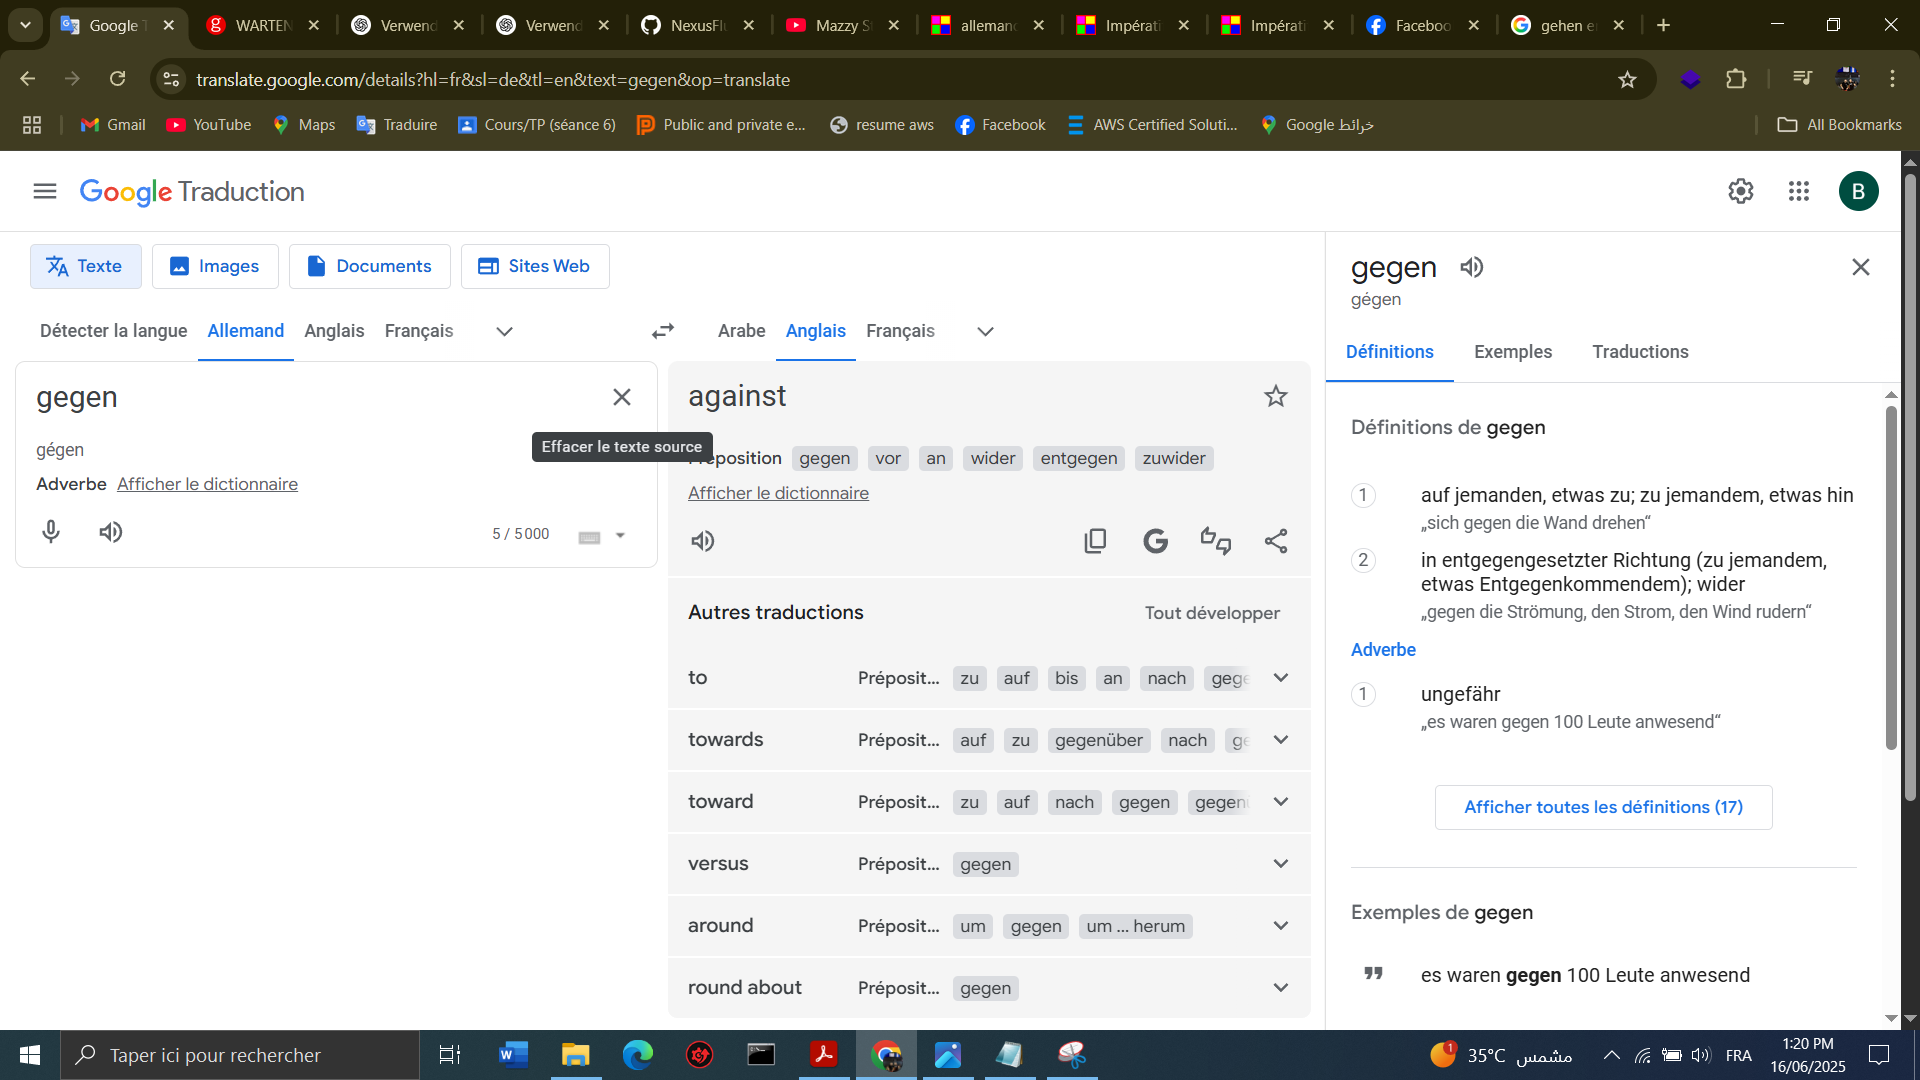 Google T
WARTEN
Verwend
Verwend
NexusFl
Mazzy S
alleman
Impérati
Impérati
Faceboo
gehen e
translate.google.com/details?hl=fr&sl=de&tl=en&text=gegen&op=translate
Gmail
YouTube
Maps
Traduire
Cours/TP (séance 6)
Public and private e...
resume aws
Facebook
AWS Certified Soluti...
خرائط Google
All Bookmarks
Google Traduction
B
Texte
Images
Documents
Sites Web
Détecter la langue Allemand Anglais Français
Arabe Anglais Français
gegen
gégen
Adverbe Afficher le dictionnaire
5 / 5 000
Effacer le texte source
against
Préposition gegen vor an wider entgegen zuwider
Afficher le dictionnaire
Autres traductions Tout développer
to Préposit... zu auf bis an nach gege
towards Préposit... auf zu gegenüber nach ge
toward Préposit... zu auf nach gegen gegenü
versus Préposit... gegen
around Préposit... um gegen um ... herum
round about Préposit... gegen
gegen
gégen
Définitions Exemples Traductions
Définitions de gegen
1 auf jemanden, etwas zu; zu jemandem, etwas hin
„sich gegen die Wand drehen“
2 in entgegengesetzter Richtung (zu jemandem,
etwas Entgegenkommendem); wider
„gegen die Strömung, den Strom, den Wind rudern“
Adverbe
1 ungefähr
„es waren gegen 100 Leute anwesend“
Afficher toutes les définitions (17)
Exemples de gegen
es waren gegen 100 Leute anwesend
Taper ici pour rechercher
1
35°C مشمس
FRA
1:20 PM
16/06/2025